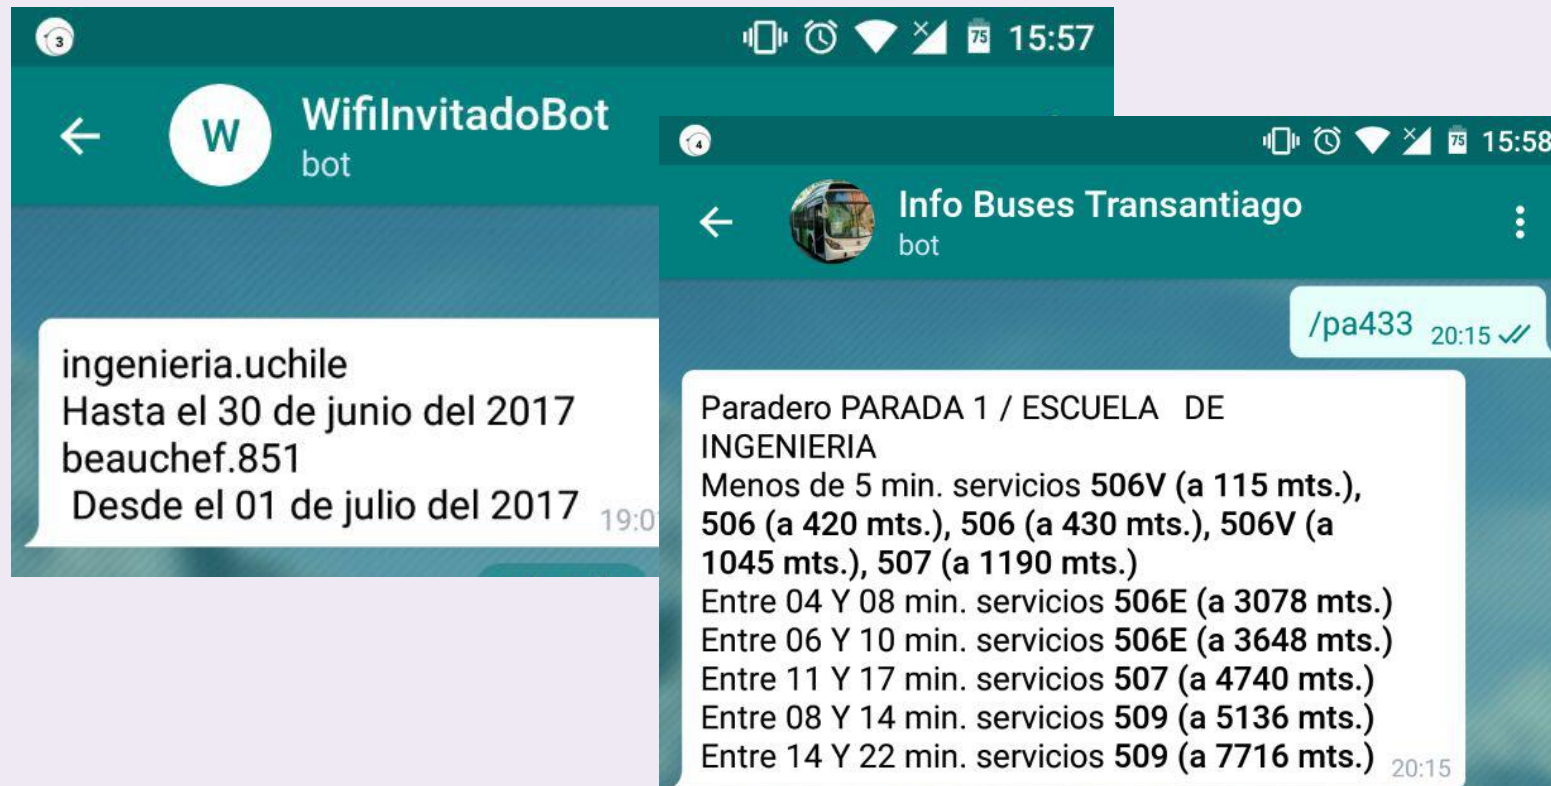 3
75 15:57
W
WifiInvitadoBot
bot
ingenieria.uchile
Hasta el 30 de junio del 2017
beauchef.851
Desde el 01 de julio del 2017
4
75 15:58
Info Buses Transantiago
bot
/pa433 20:15
Paradero PARADA 1 / ESCUELA DE
INGENIERIA
Menos de 5 min. servicios 506V (a 115 mts.),
506 (a 420 mts.), 506 (a 430 mts.), 506V (a
1045 mts.), 507 (a 1190 mts.)
Entre 04 Y 08 min. servicios 506E (a 3078 mts.)
Entre 06 Y 10 min. servicios 506E (a 3648 mts.)
Entre 11 Y 17 min. servicios 507 (a 4740 mts.)
Entre 08 Y 14 min. servicios 509 (a 5136 mts.)
Entre 14 Y 22 min. servicios 509 (a 7716 mts.) 20:15